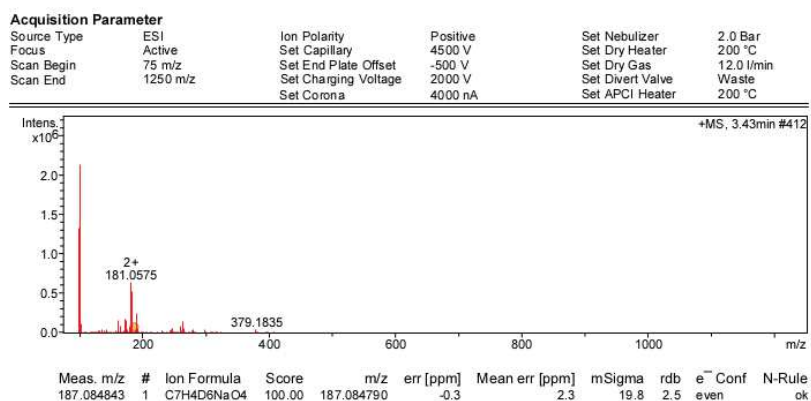 Acquisition Parameter
Source Type ESI Ion Polarity Positive Set Nebulizer 2.0 Bar
Focus Active Set Capillary 4500 V Set Dry Heater 200 °C
Scan Begin 75 m/z Set End Plate Offset -500 V Set Dry Gas 12.0 l/min
Scan End 1250 m/z Set Charging Voltage 2000 V Set Divert Valve Waste
Set Corona 4000 nA Set APCI Heater 200 °C
Intens. +MS, 3.43min #412
x10⁶
2.0
1.5
1.0
2+
181.0575
0.5
379.1835
0.0
200 400 600 800 1000 m/z
Meas. m/z # Ion Formula Score m/z err [ppm] Mean err [ppm] mSigma rdb e⁻ Conf N-Rule
187.084843 1 C7H4D6NaO4 100.00 187.084790 -0.3 2.3 19.8 2.5 even ok